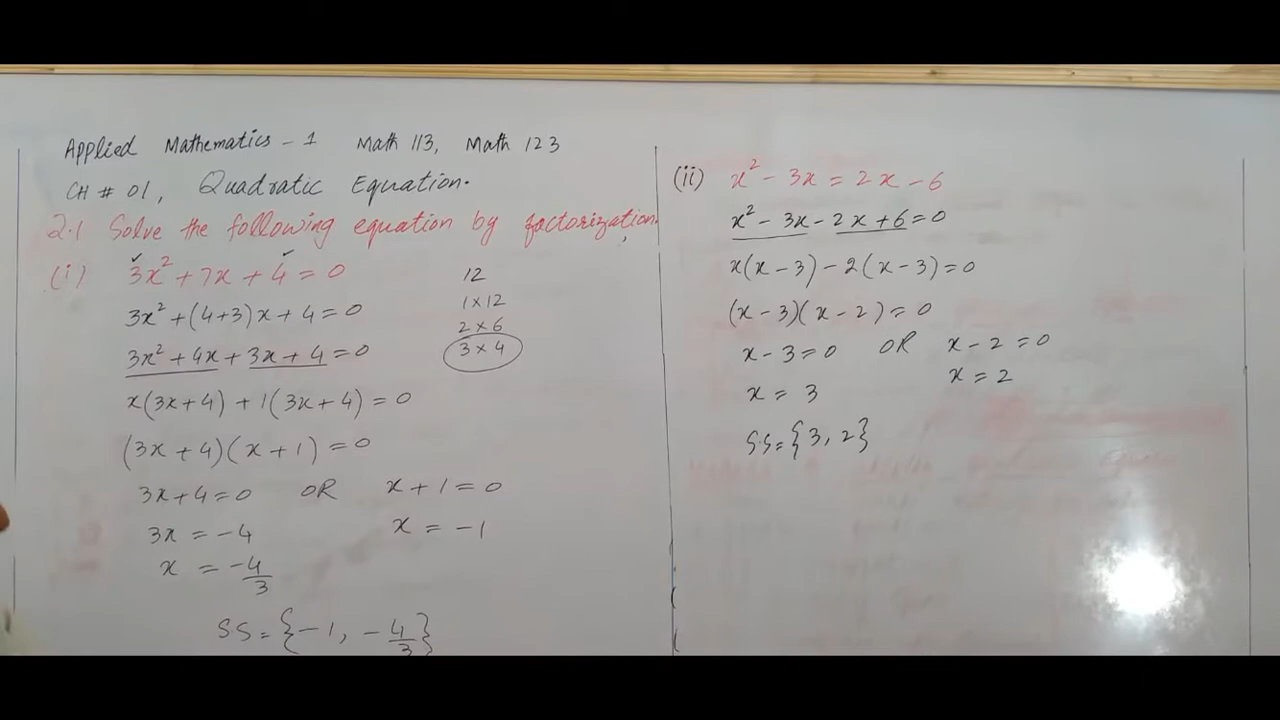 Applied Mathematics - 1 Math 113, Math 123
CH # 01, Quadratic Equation.
2.1 Solve the following equation by factorization.
(i) 3x² + 7x + 4 = 0
3x² + (4+3)x + 4 = 0
3x² + 4x + 3x + 4 = 0
x(3x+4) + 1(3x+4) = 0
(3x+4)(x+1) = 0
3x+4=0 OR x+1=0
3x = -4 x = -1
x = -4/3
SS = {-1, -4/3}
12
1×12
2×6
3×4
(ii) x² - 3x = 2x - 6
x² - 3x - 2x + 6 = 0
x(x-3) - 2(x-3) = 0
(x-3)(x-2) = 0
x-3=0 OR x-2=0
x = 3 x = 2
S.S = {3, 2}